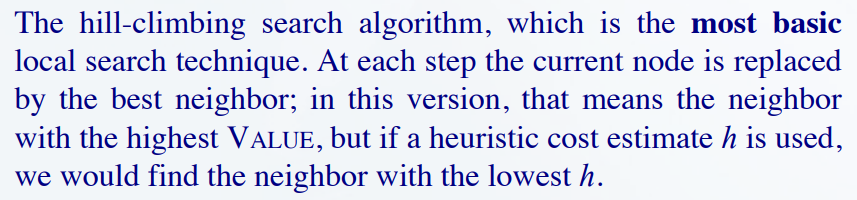 The hill-climbing search algorithm, which is the most basic
local search technique. At each step the current node is replaced
by the best neighbor; in this version, that means the neighbor
with the highest VALUE, but if a heuristic cost estimate h is used,
we would find the neighbor with the lowest h.